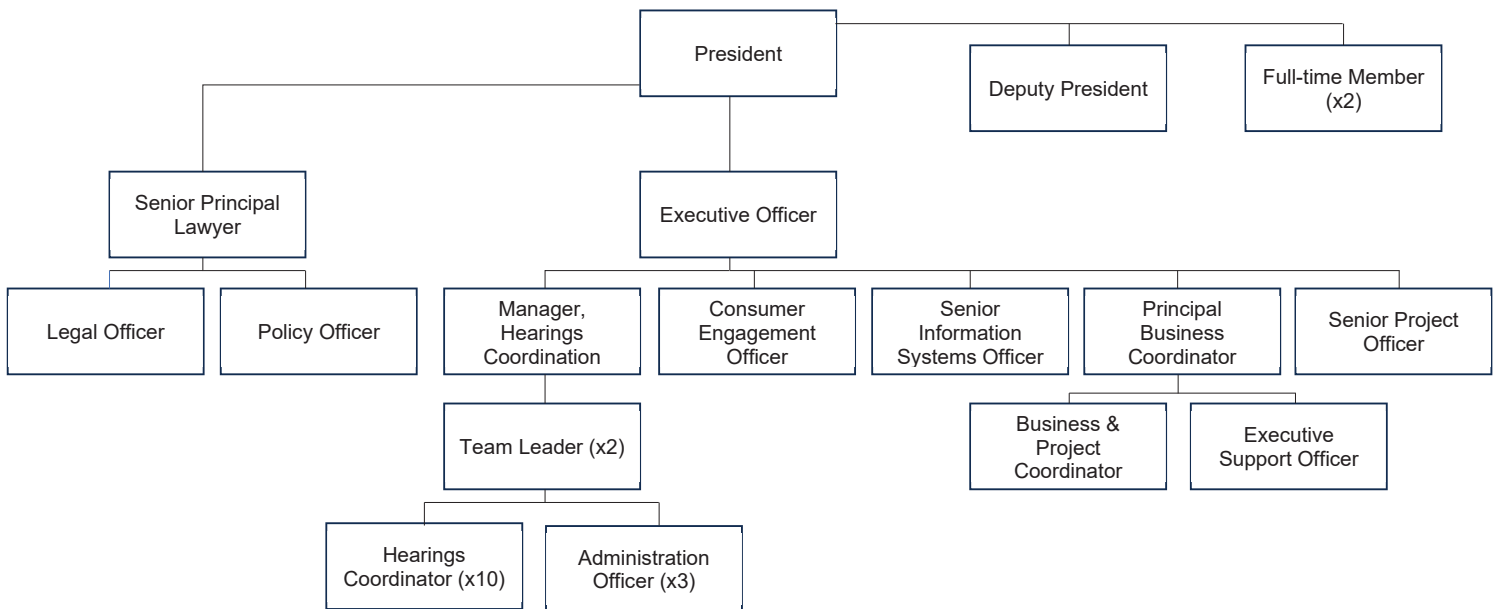 President
Deputy President
Full-time Member
(x2)
Senior Principal
Lawyer
Executive Officer
Legal Officer
Policy Officer
Manager,
Hearings
Coordination
Consumer
Engagement
Officer
Senior
Information
Systems Officer
Principal
Business
Coordinator
Senior Project
Officer
Team Leader (x2)
Business &
Project
Coordinator
Executive
Support Officer
Hearings
Coordinator (x10)
Administration
Officer (x3)